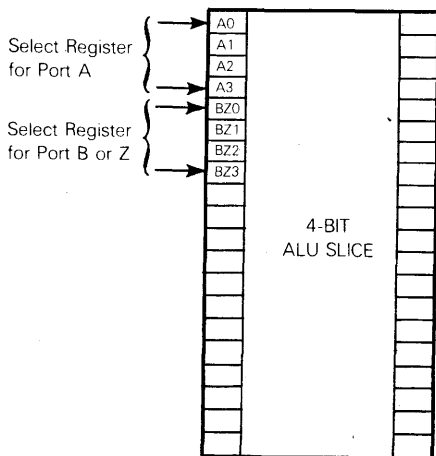 Select Register
for Port A
A0
A1
A2
A3
Select Register
for Port B or Z
BZ0
BZ1
BZ2
BZ3
4-BIT
ALU SLICE